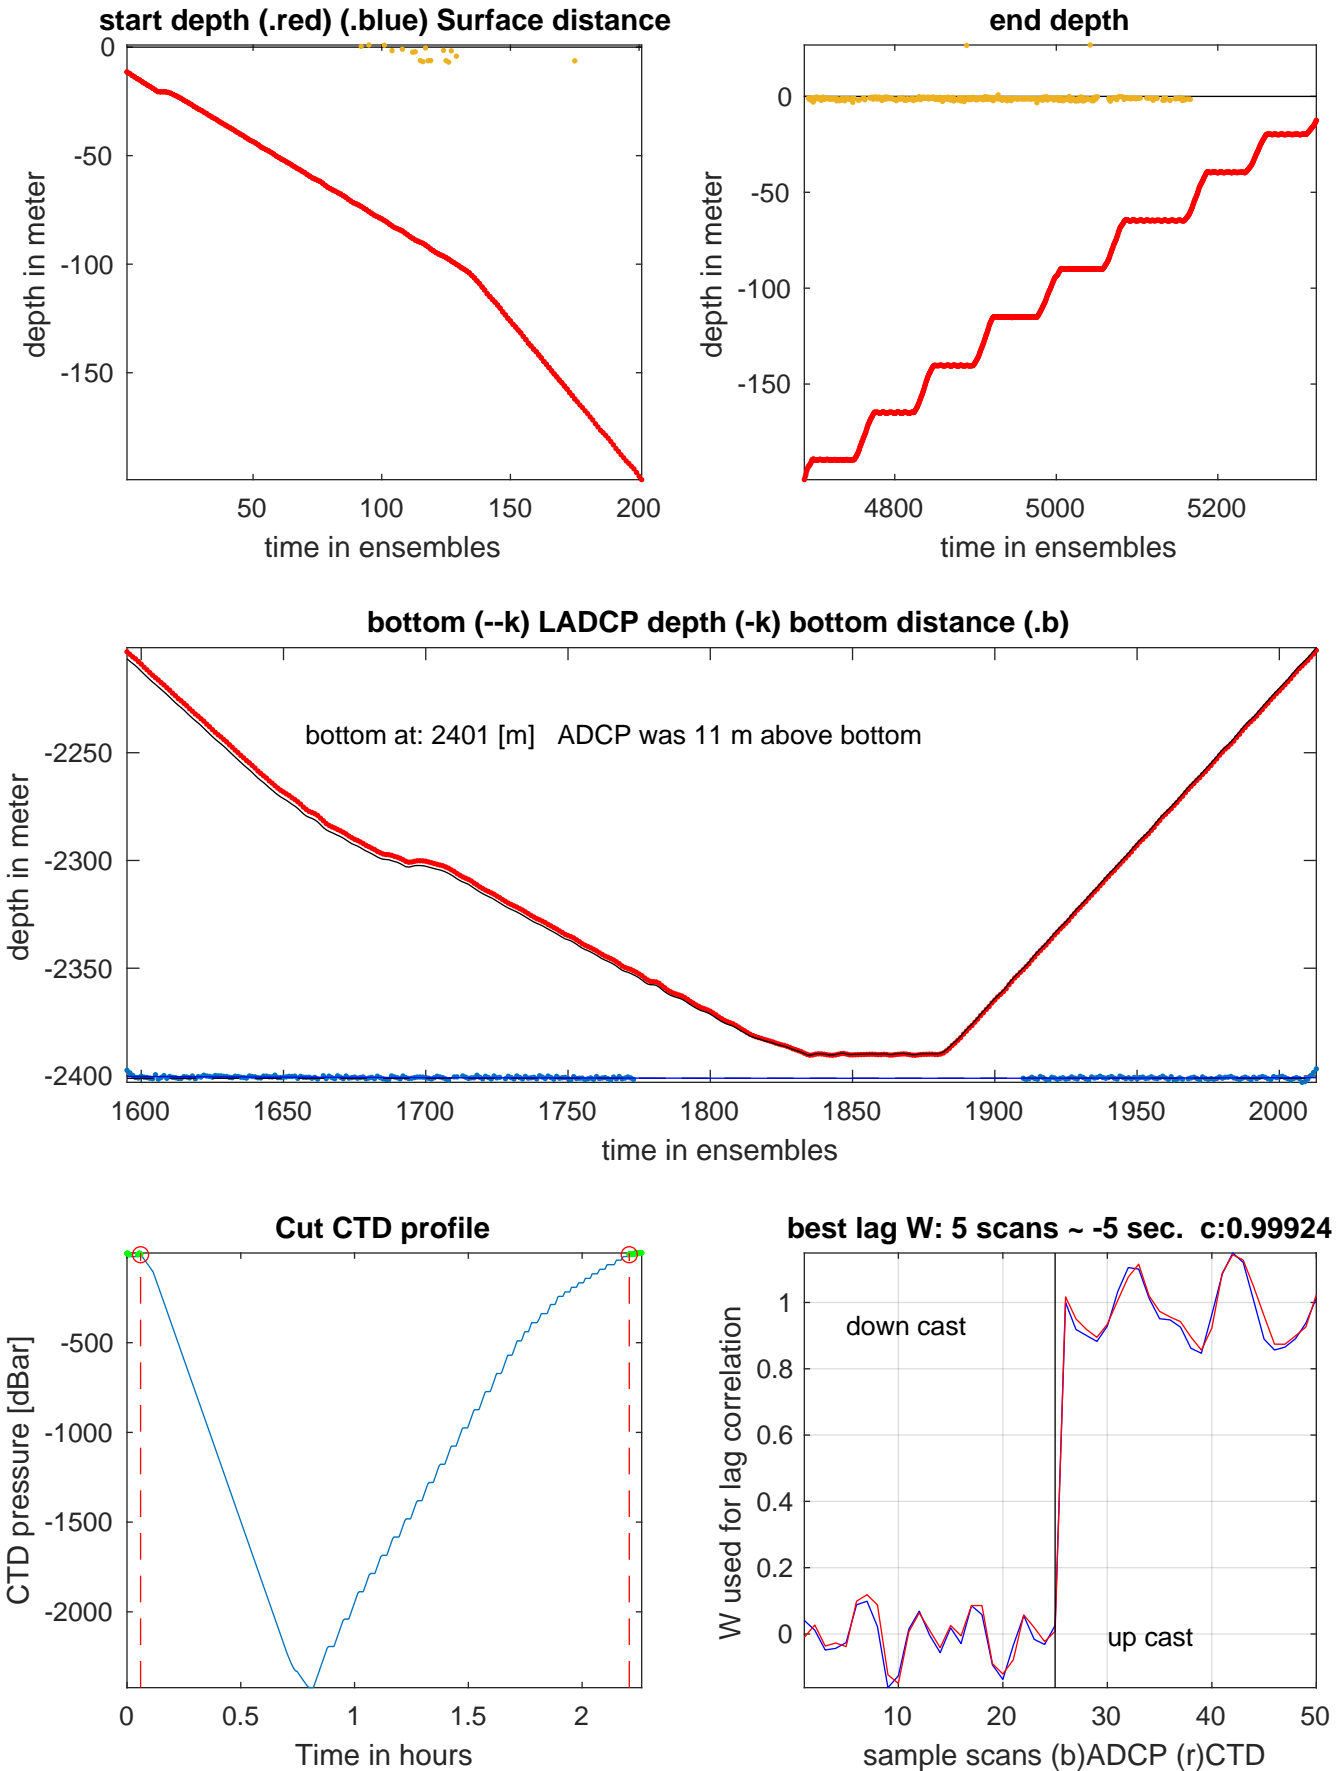 start depth (.red) (.blue) Surface distance
0
-50
-100
-150
depth in meter
50
100
150
200
time in ensembles
end depth
0
-50
-100
-150
depth in meter
4800
5000
5200
time in ensembles
bottom (--k) LADCP depth (-k) bottom distance (.b)
bottom at: 2401 [m] ADCP was 11 m above bottom
-2250
-2300
-2350
-2400
depth in meter
1600
1650
1700
1750
1800
1850
1900
1950
2000
time in ensembles
Cut CTD profile
-500
-1000
-1500
-2000
CTD pressure [dBar]
0
0.5
1
1.5
2
Time in hours
best lag W: 5 scans ~ -5 sec. c:0.99924
down cast
up cast
1
0.8
0.6
0.4
0.2
0
W used for lag correlation
10
20
30
40
50
sample scans (b)ADCP (r)CTD